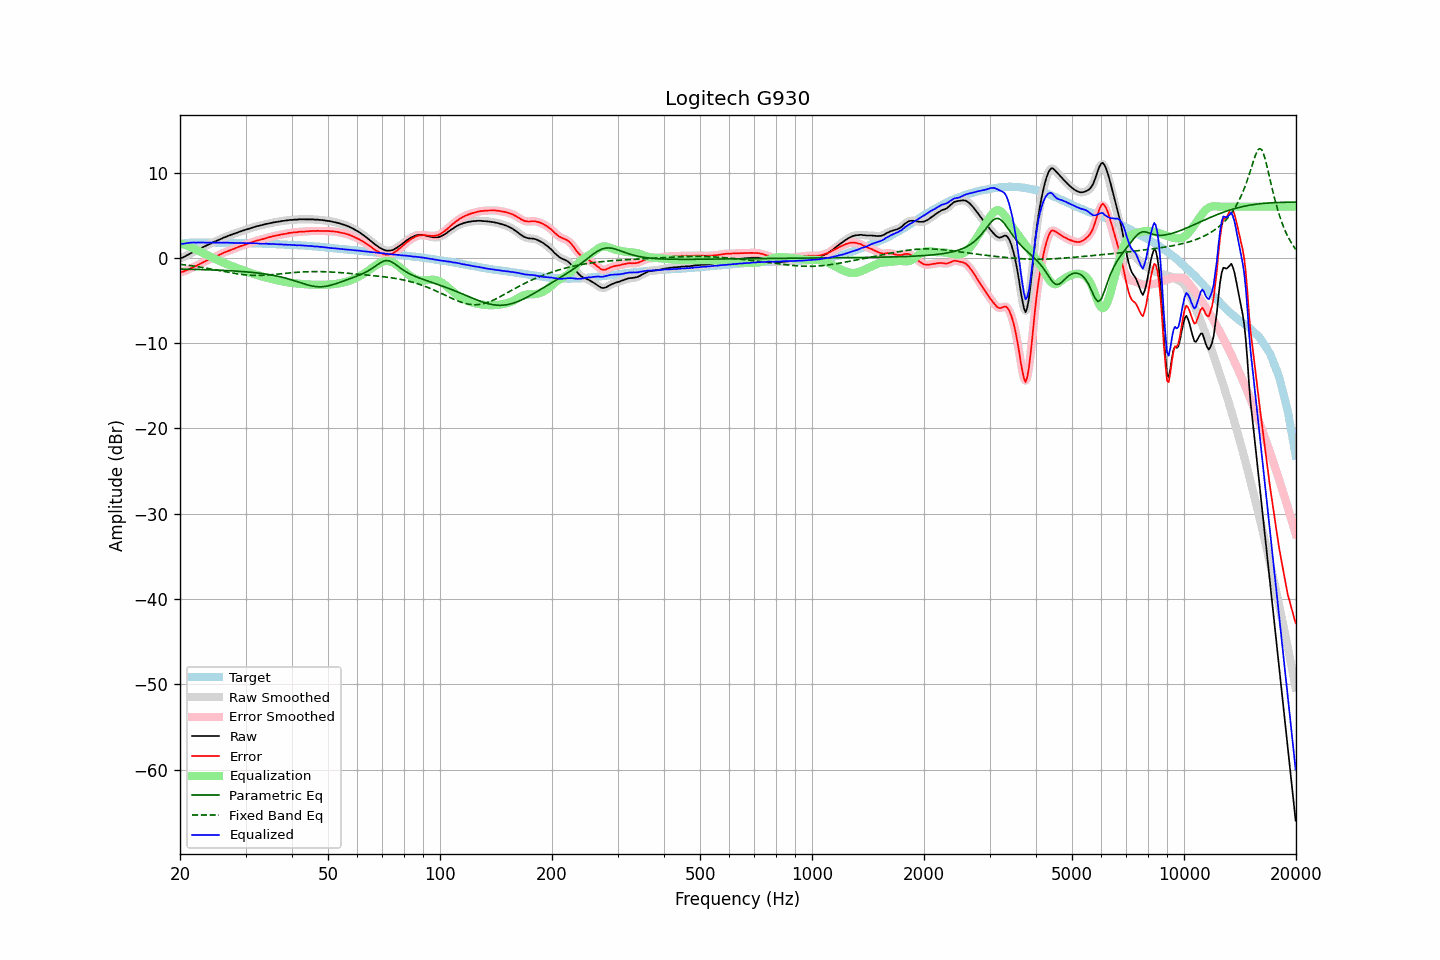 Logitech G930
Amplitude (dBr)
10
0
−10
−20
−30
−40
−50
−60
Target
Raw Smoothed
Error Smoothed
Raw
Error
Equalization
Parametric Eq
Fixed Band Eq
Equalized
20 50 100 200 500 1000 2000 5000 10000 20000
Frequency (Hz)